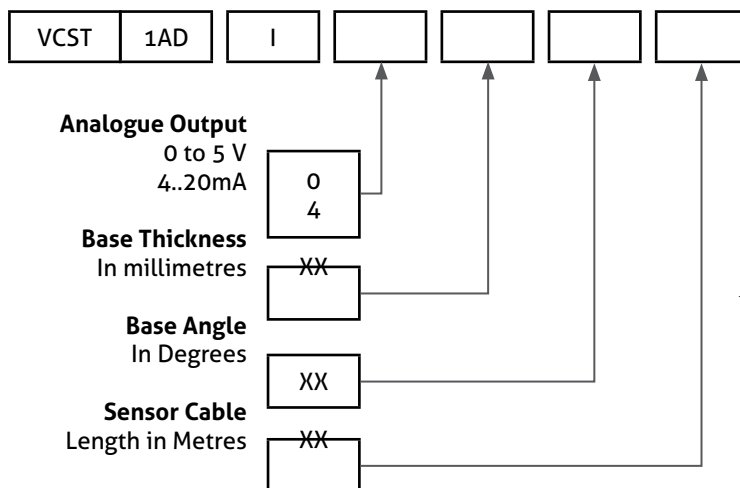 VCST 1AD I
Analogue Output
0 to 5 V
4..20mA
0
4
Base Thickness
In millimetres
XX
Base Angle
In Degrees
XX
Sensor Cable
Length in Metres
XX